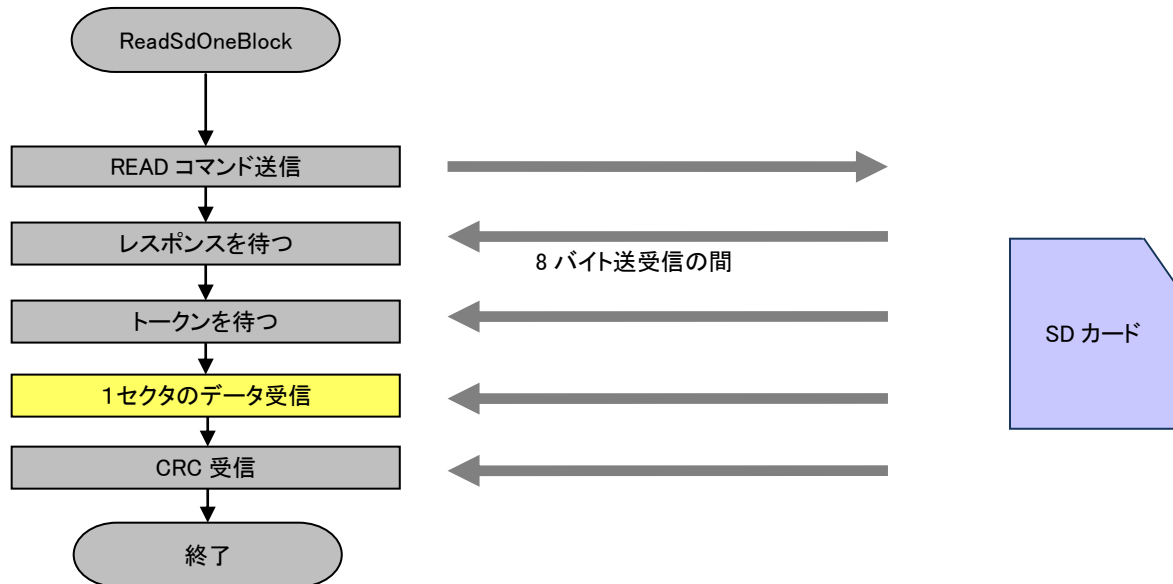 ReadSdOneBlock
READ コマンド送信
レスポンスを待つ
8 バイト送受信の間
トークンを待つ
SD カード
1セクタのデータ受信
CRC 受信
終了